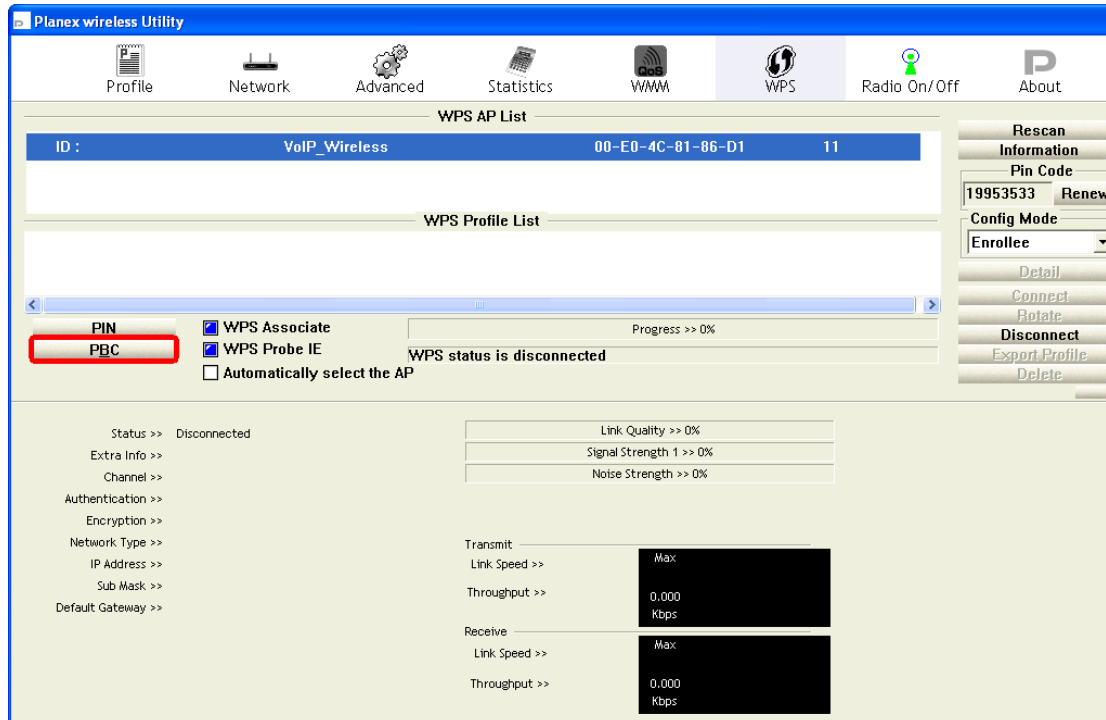 Planex wireless Utility
Profile Network Advanced Statistics WMM WPS Radio On/Off About
QoS
WPS AP List
ID : VoIP_Wireless 00-E0-4C-81-86-D1 11
Rescan
Information
Pin Code
19953533 Renew
WPS Profile List
Config Mode
Enrollee
Detail
Connect
Rotate
Disconnect
Export Profile
Delete
PIN
PBC
WPS Associate
WPS Probe IE
Automatically select the AP
Progress >> 0%
WPS status is disconnected
Status >> Disconnected
Extra Info >>
Channel >>
Authentication >>
Encryption >>
Network Type >>
IP Address >>
Sub Mask >>
Default Gateway >>
Link Quality >> 0%
Signal Strength 1 >> 0%
Noise Strength >> 0%
Transmit
Link Speed >> Max
Throughput >> 0.000
Kbps
Receive
Link Speed >> Max
Throughput >> 0.000
Kbps